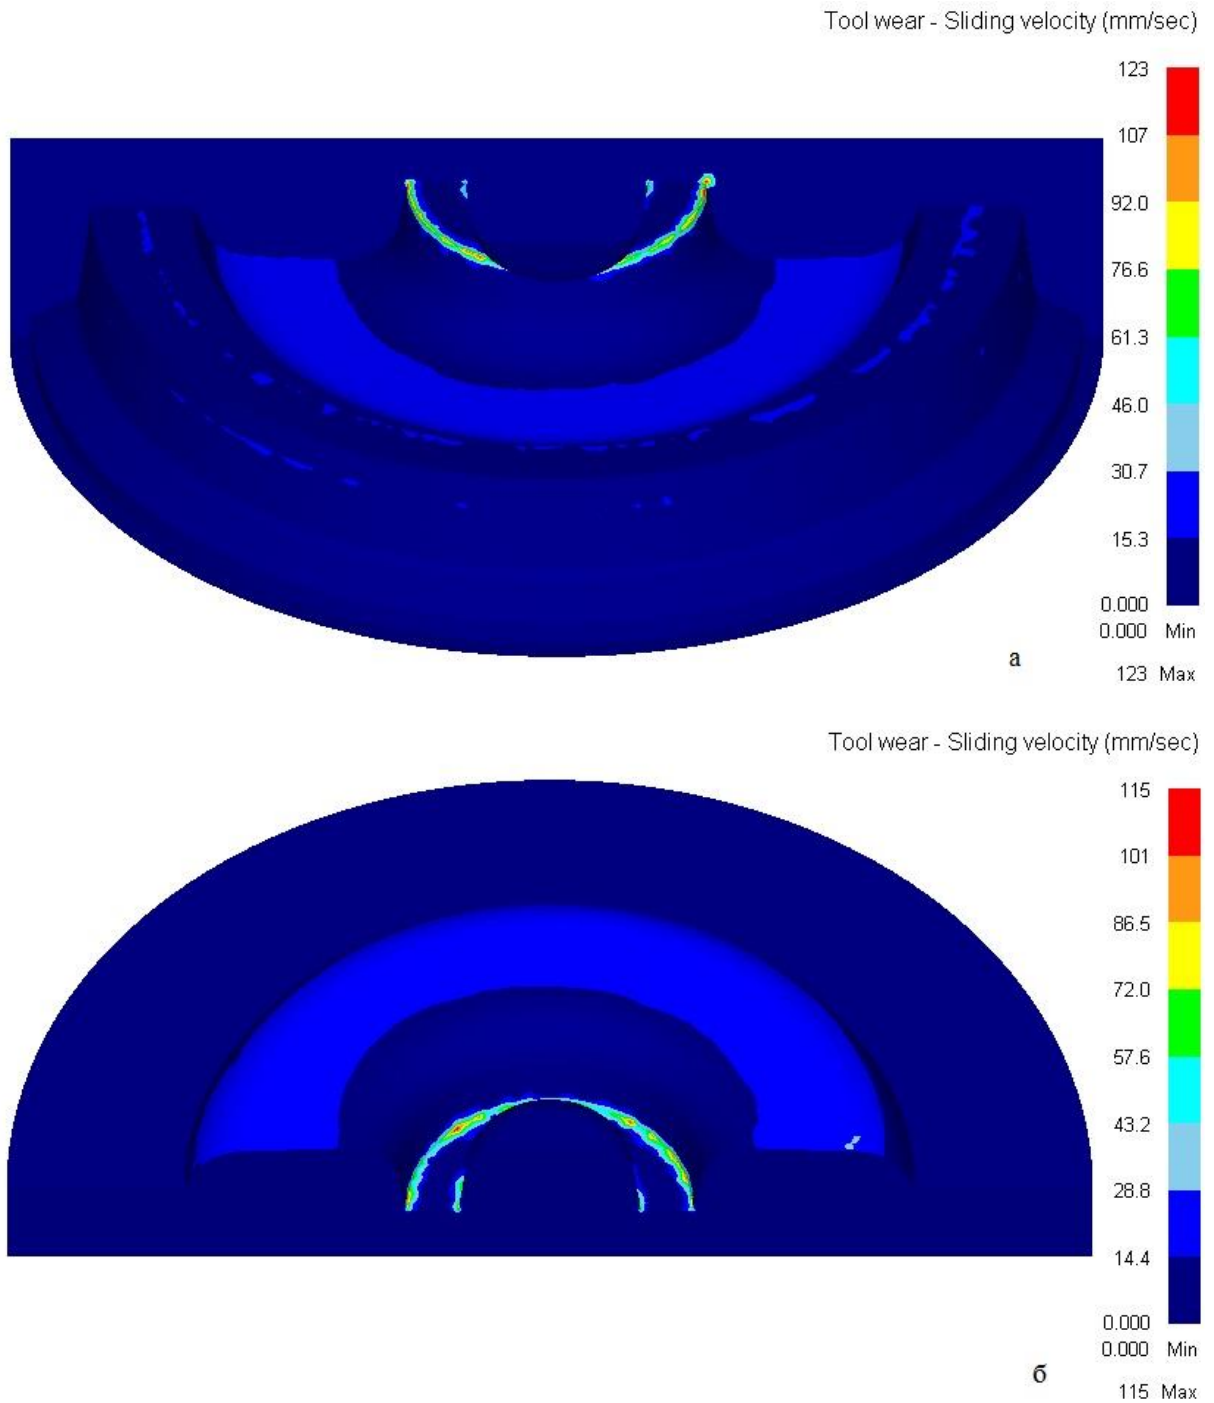 Tool wear - Sliding velocity (mm/sec)
123
107
92.0
76.6
61.3
46.0
30.7
15.3
0.000
0.000 Min
а
123 Max
Tool wear - Sliding velocity (mm/sec)
115
101
86.5
72.0
57.6
43.2
28.8
14.4
0.000
0.000 Min
б
115 Max